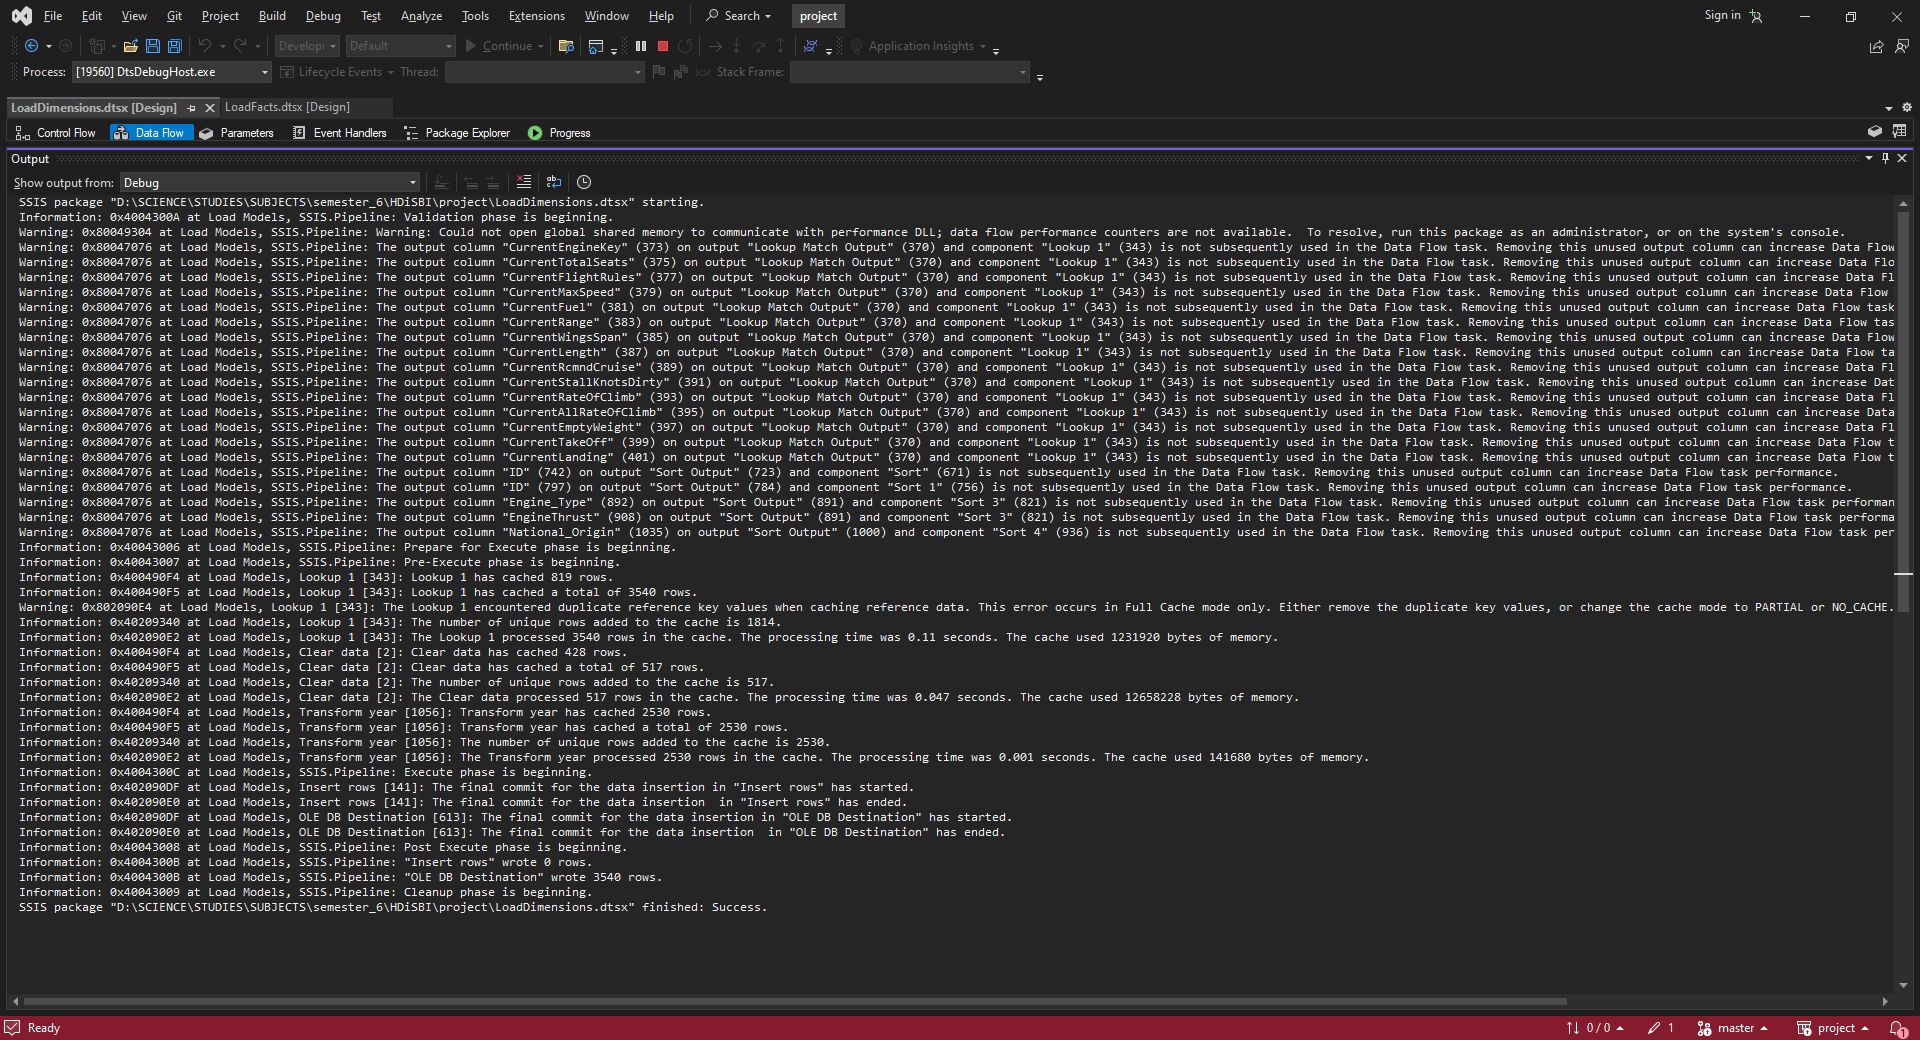 File Edit View Git Project Build Debug Test Analyze Tools Extensions Window Help Search project Sign in
Develop Default Continue Application Insights
Process: [19560] DtsDebugHost.exe Lifecycle Events Thread: Stack Frame:
LoadDimensions.dtsx [Design] LoadFacts.dtsx [Design]
Control Flow Data Flow Parameters Event Handlers Package Explorer Progress
Output
Show output from: Debug
SSIS package "D:\SCIENCE\STUDIES\SUBJECTS\semester_6\HDiSBI\project\LoadDimensions.dtsx" starting.
Information: 0x4004300A at Load Models, SSIS.Pipeline: Validation phase is beginning.
Warning: 0x80049304 at Load Models, SSIS.Pipeline: Warning: Could not open global shared memory to communicate with performance DLL; data flow performance counters are not available.  To resolve, run this package as an administrator, or on the system's console.
Warning: 0x80047076 at Load Models, SSIS.Pipeline: The output column "CurrentEngineKey" (373) on output "Lookup Match Output" (370) and component "Lookup 1" (343) is not subsequently used in the Data Flow task. Removing this unused output column can increase Data Flow
Warning: 0x80047076 at Load Models, SSIS.Pipeline: The output column "CurrentTotalSeats" (375) on output "Lookup Match Output" (370) and component "Lookup 1" (343) is not subsequently used in the Data Flow task. Removing this unused output column can increase Data Flo
Warning: 0x80047076 at Load Models, SSIS.Pipeline: The output column "CurrentFlightRules" (377) on output "Lookup Match Output" (370) and component "Lookup 1" (343) is not subsequently used in the Data Flow task. Removing this unused output column can increase Data Fl
Warning: 0x80047076 at Load Models, SSIS.Pipeline: The output column "CurrentMaxSpeed" (379) on output "Lookup Match Output" (370) and component "Lookup 1" (343) is not subsequently used in the Data Flow task. Removing this unused output column can increase Data Flow
Warning: 0x80047076 at Load Models, SSIS.Pipeline: The output column "CurrentFuel" (381) on output "Lookup Match Output" (370) and component "Lookup 1" (343) is not subsequently used in the Data Flow task. Removing this unused output column can increase Data Flow task
Warning: 0x80047076 at Load Models, SSIS.Pipeline: The output column "CurrentRange" (383) on output "Lookup Match Output" (370) and component "Lookup 1" (343) is not subsequently used in the Data Flow task. Removing this unused output column can increase Data Flow tas
Warning: 0x80047076 at Load Models, SSIS.Pipeline: The output column "CurrentWingsSpan" (385) on output "Lookup Match Output" (370) and component "Lookup 1" (343) is not subsequently used in the Data Flow task. Removing this unused output column can increase Data Flow
Warning: 0x80047076 at Load Models, SSIS.Pipeline: The output column "CurrentLength" (387) on output "Lookup Match Output" (370) and component "Lookup 1" (343) is not subsequently used in the Data Flow task. Removing this unused output column can increase Data Flow ta
Warning: 0x80047076 at Load Models, SSIS.Pipeline: The output column "CurrentRcmndCruise" (389) on output "Lookup Match Output" (370) and component "Lookup 1" (343) is not subsequently used in the Data Flow task. Removing this unused output column can increase Data Fl
Warning: 0x80047076 at Load Models, SSIS.Pipeline: The output column "CurrentStallKnotsDirty" (391) on output "Lookup Match Output" (370) and component "Lookup 1" (343) is not subsequently used in the Data Flow task. Removing this unused output column can increase Dat
Warning: 0x80047076 at Load Models, SSIS.Pipeline: The output column "CurrentRateOfClimb" (393) on output "Lookup Match Output" (370) and component "Lookup 1" (343) is not subsequently used in the Data Flow task. Removing this unused output column can increase Data Fl
Warning: 0x80047076 at Load Models, SSIS.Pipeline: The output column "CurrentAllRateOfClimb" (395) on output "Lookup Match Output" (370) and component "Lookup 1" (343) is not subsequently used in the Data Flow task. Removing this unused output column can increase Data
Warning: 0x80047076 at Load Models, SSIS.Pipeline: The output column "CurrentEmptyWeight" (397) on output "Lookup Match Output" (370) and component "Lookup 1" (343) is not subsequently used in the Data Flow task. Removing this unused output column can increase Data Fl
Warning: 0x80047076 at Load Models, SSIS.Pipeline: The output column "CurrentTakeOff" (399) on output "Lookup Match Output" (370) and component "Lookup 1" (343) is not subsequently used in the Data Flow task. Removing this unused output column can increase Data Flow t
Warning: 0x80047076 at Load Models, SSIS.Pipeline: The output column "CurrentLanding" (401) on output "Lookup Match Output" (370) and component "Lookup 1" (343) is not subsequently used in the Data Flow task. Removing this unused output column can increase Data Flow t
Warning: 0x80047076 at Load Models, SSIS.Pipeline: The output column "ID" (742) on output "Sort Output" (723) and component "Sort" (671) is not subsequently used in the Data Flow task. Removing this unused output column can increase Data Flow task performance.
Warning: 0x80047076 at Load Models, SSIS.Pipeline: The output column "ID" (797) on output "Sort Output" (784) and component "Sort 1" (756) is not subsequently used in the Data Flow task. Removing this unused output column can increase Data Flow task performance.
Warning: 0x80047076 at Load Models, SSIS.Pipeline: The output column "Engine_Type" (892) on output "Sort Output" (891) and component "Sort 3" (821) is not subsequently used in the Data Flow task. Removing this unused output column can increase Data Flow task performan
Warning: 0x80047076 at Load Models, SSIS.Pipeline: The output column "EngineThrust" (908) on output "Sort Output" (891) and component "Sort 3" (821) is not subsequently used in the Data Flow task. Removing this unused output column can increase Data Flow task performa
Warning: 0x80047076 at Load Models, SSIS.Pipeline: The output column "National_Origin" (1035) on output "Sort Output" (1000) and component "Sort 4" (936) is not subsequently used in the Data Flow task. Removing this unused output column can increase Data Flow task per
Information: 0x40043006 at Load Models, SSIS.Pipeline: Prepare for Execute phase is beginning.
Information: 0x40043007 at Load Models, SSIS.Pipeline: Pre-Execute phase is beginning.
Information: 0x400490F4 at Load Models, Lookup 1 [343]: Lookup 1 has cached 819 rows.
Information: 0x400490F5 at Load Models, Lookup 1 [343]: Lookup 1 has cached a total of 3540 rows.
Warning: 0x802090E4 at Load Models, Lookup 1 [343]: The Lookup 1 encountered duplicate reference key values when caching reference data. This error occurs in Full Cache mode only. Either remove the duplicate key values, or change the cache mode to PARTIAL or NO_CACHE.
Information: 0x40209340 at Load Models, Lookup 1 [343]: The number of unique rows added to the cache is 1814.
Information: 0x402090E2 at Load Models, Lookup 1 [343]: The Lookup 1 processed 3540 rows in the cache. The processing time was 0.11 seconds. The cache used 1231920 bytes of memory.
Information: 0x400490F4 at Load Models, Clear data [2]: Clear data has cached 428 rows.
Information: 0x400490F5 at Load Models, Clear data [2]: Clear data has cached a total of 517 rows.
Information: 0x40209340 at Load Models, Clear data [2]: The number of unique rows added to the cache is 517.
Information: 0x402090E2 at Load Models, Clear data [2]: The Clear data processed 517 rows in the cache. The processing time was 0.047 seconds. The cache used 12658228 bytes of memory.
Information: 0x400490F4 at Load Models, Transform year [1056]: Transform year has cached 2530 rows.
Information: 0x400490F5 at Load Models, Transform year [1056]: Transform year has cached a total of 2530 rows.
Information: 0x40209340 at Load Models, Transform year [1056]: The number of unique rows added to the cache is 2530.
Information: 0x402090E2 at Load Models, Transform year [1056]: The Transform year processed 2530 rows in the cache. The processing time was 0.001 seconds. The cache used 141680 bytes of memory.
Information: 0x4004300C at Load Models, SSIS.Pipeline: Execute phase is beginning.
Information: 0x402090DF at Load Models, Insert rows [141]: The final commit for the data insertion in "Insert rows" has started.
Information: 0x402090E0 at Load Models, Insert rows [141]: The final commit for the data insertion  in "Insert rows" has ended.
Information: 0x402090DF at Load Models, OLE DB Destination [613]: The final commit for the data insertion in "OLE DB Destination" has started.
Information: 0x402090E0 at Load Models, OLE DB Destination [613]: The final commit for the data insertion  in "OLE DB Destination" has ended.
Information: 0x40043008 at Load Models, SSIS.Pipeline: Post Execute phase is beginning.
Information: 0x4004300B at Load Models, SSIS.Pipeline: "Insert rows" wrote 0 rows.
Information: 0x4004300B at Load Models, SSIS.Pipeline: "OLE DB Destination" wrote 3540 rows.
Information: 0x40043009 at Load Models, SSIS.Pipeline: Cleanup phase is beginning.
SSIS package "D:\SCIENCE\STUDIES\SUBJECTS\semester_6\HDiSBI\project\LoadDimensions.dtsx" finished: Success.
Ready 0 / 0 1 master project 1